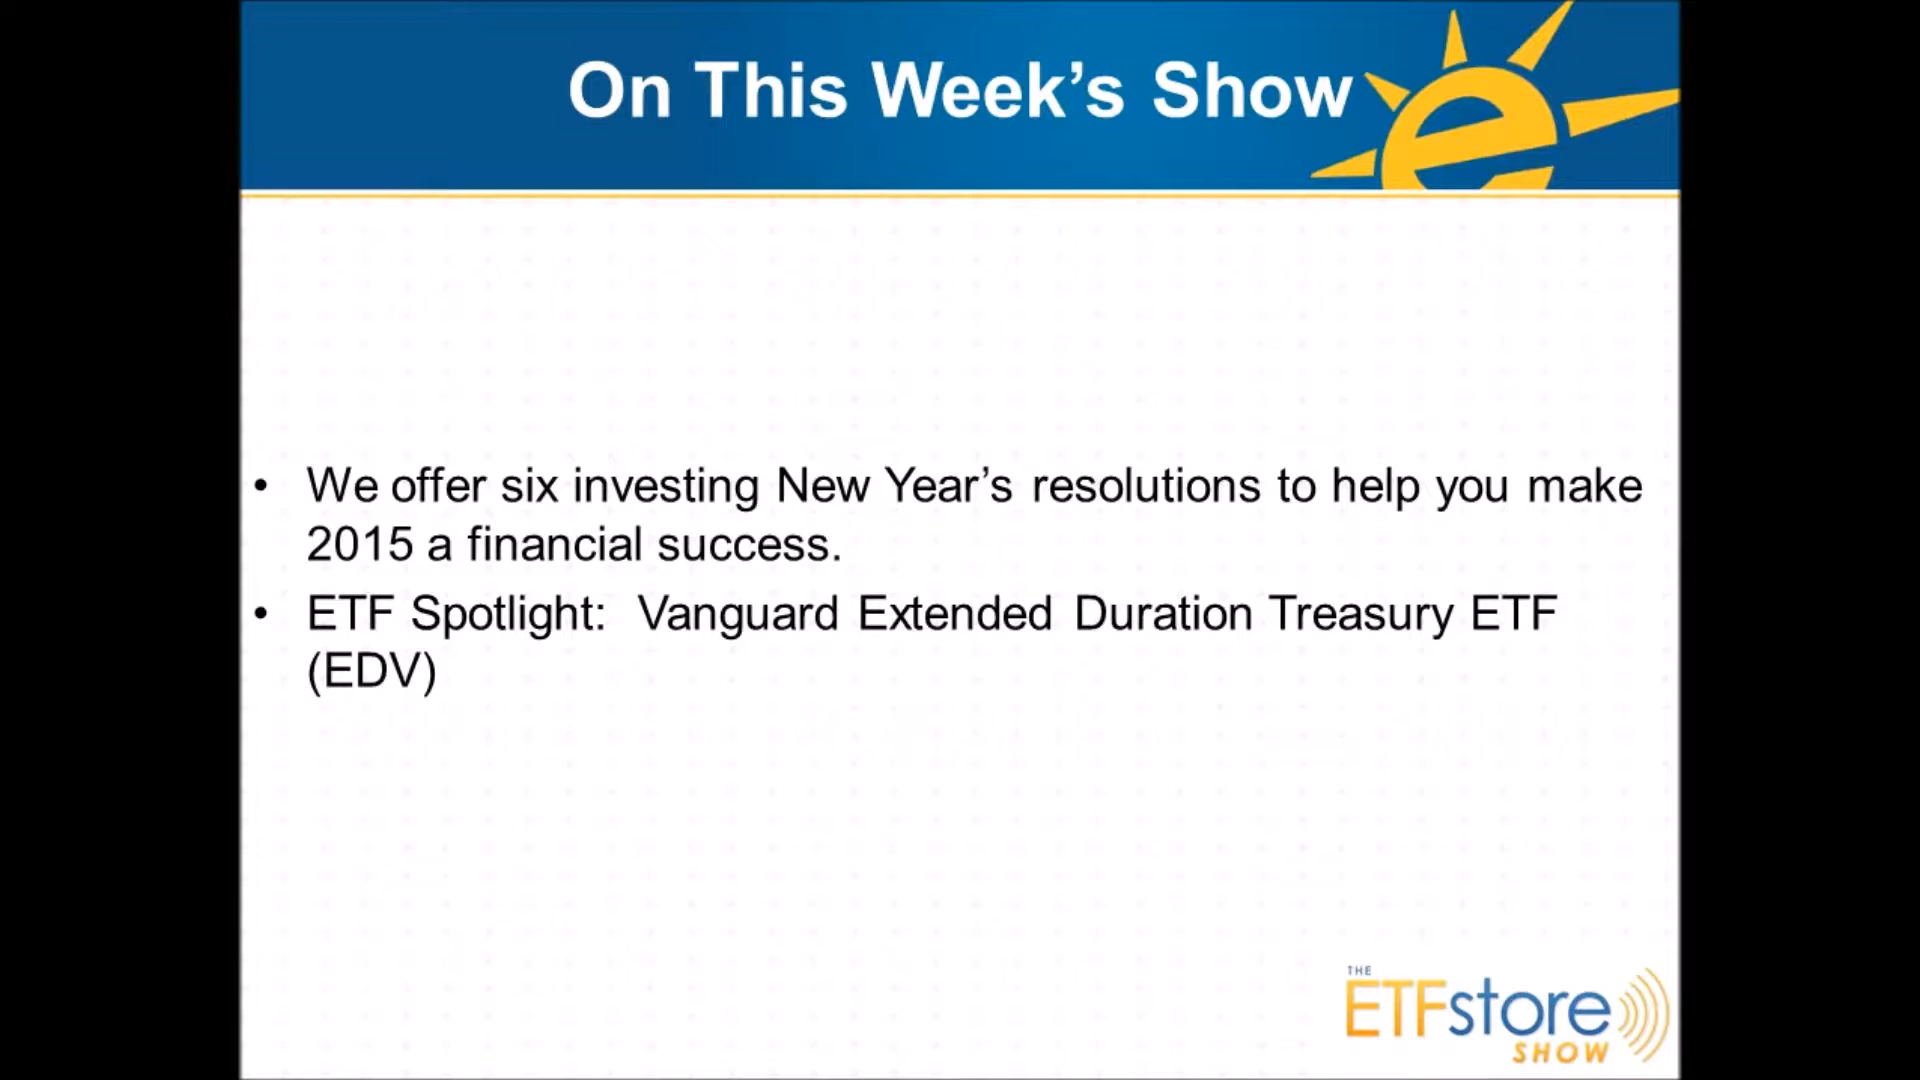 On This Week’s Show
• We offer six investing New Year’s resolutions to help you make
2015 a financial success.
• ETF Spotlight: Vanguard Extended Duration Treasury ETF
(EDV)
THE
ETFstore
SHOW